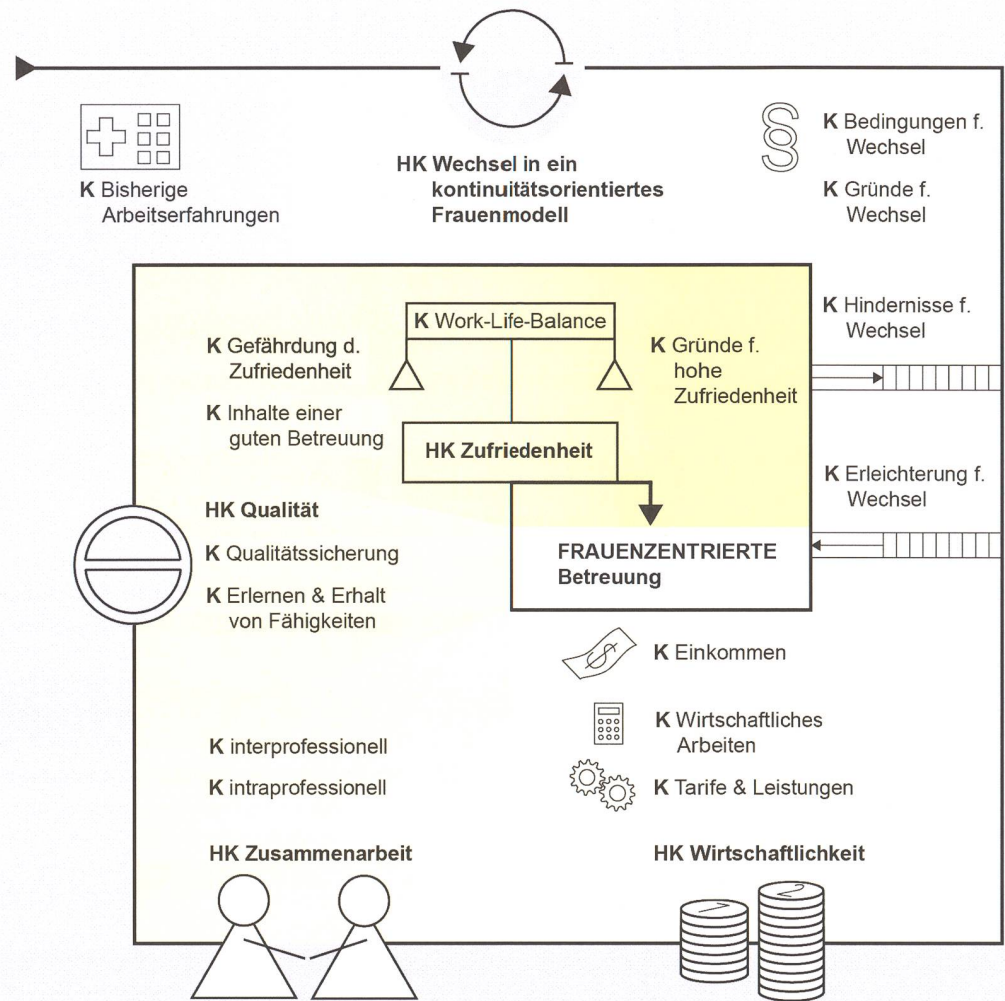 K Bisherige
Arbeitserfahrungen
HK Wechsel in ein
kontinuitätsorientiertes
Frauenmodell
K Bedingungen f.
Wechsel
K Gründe f.
Wechsel
K Hindernisse f.
Wechsel
K Erleichterung f.
Wechsel
K Work-Life-Balance
K Gefährdung d.
Zufriedenheit
K Inhalte einer
guten Betreuung
K Gründe f.
hohe
Zufriedenheit
HK Zufriedenheit
HK Qualität
K Qualitätssicherung
K Erlernen & Erhalt
von Fähigkeiten
FRAUENZENTRIERTE
Betreuung
$
K Einkommen
K Wirtschaftliches
Arbeiten
K Tarife & Leistungen
K interprofessionell
K intraprofessionell
HK Zusammenarbeit
HK Wirtschaftlichkeit
1
2